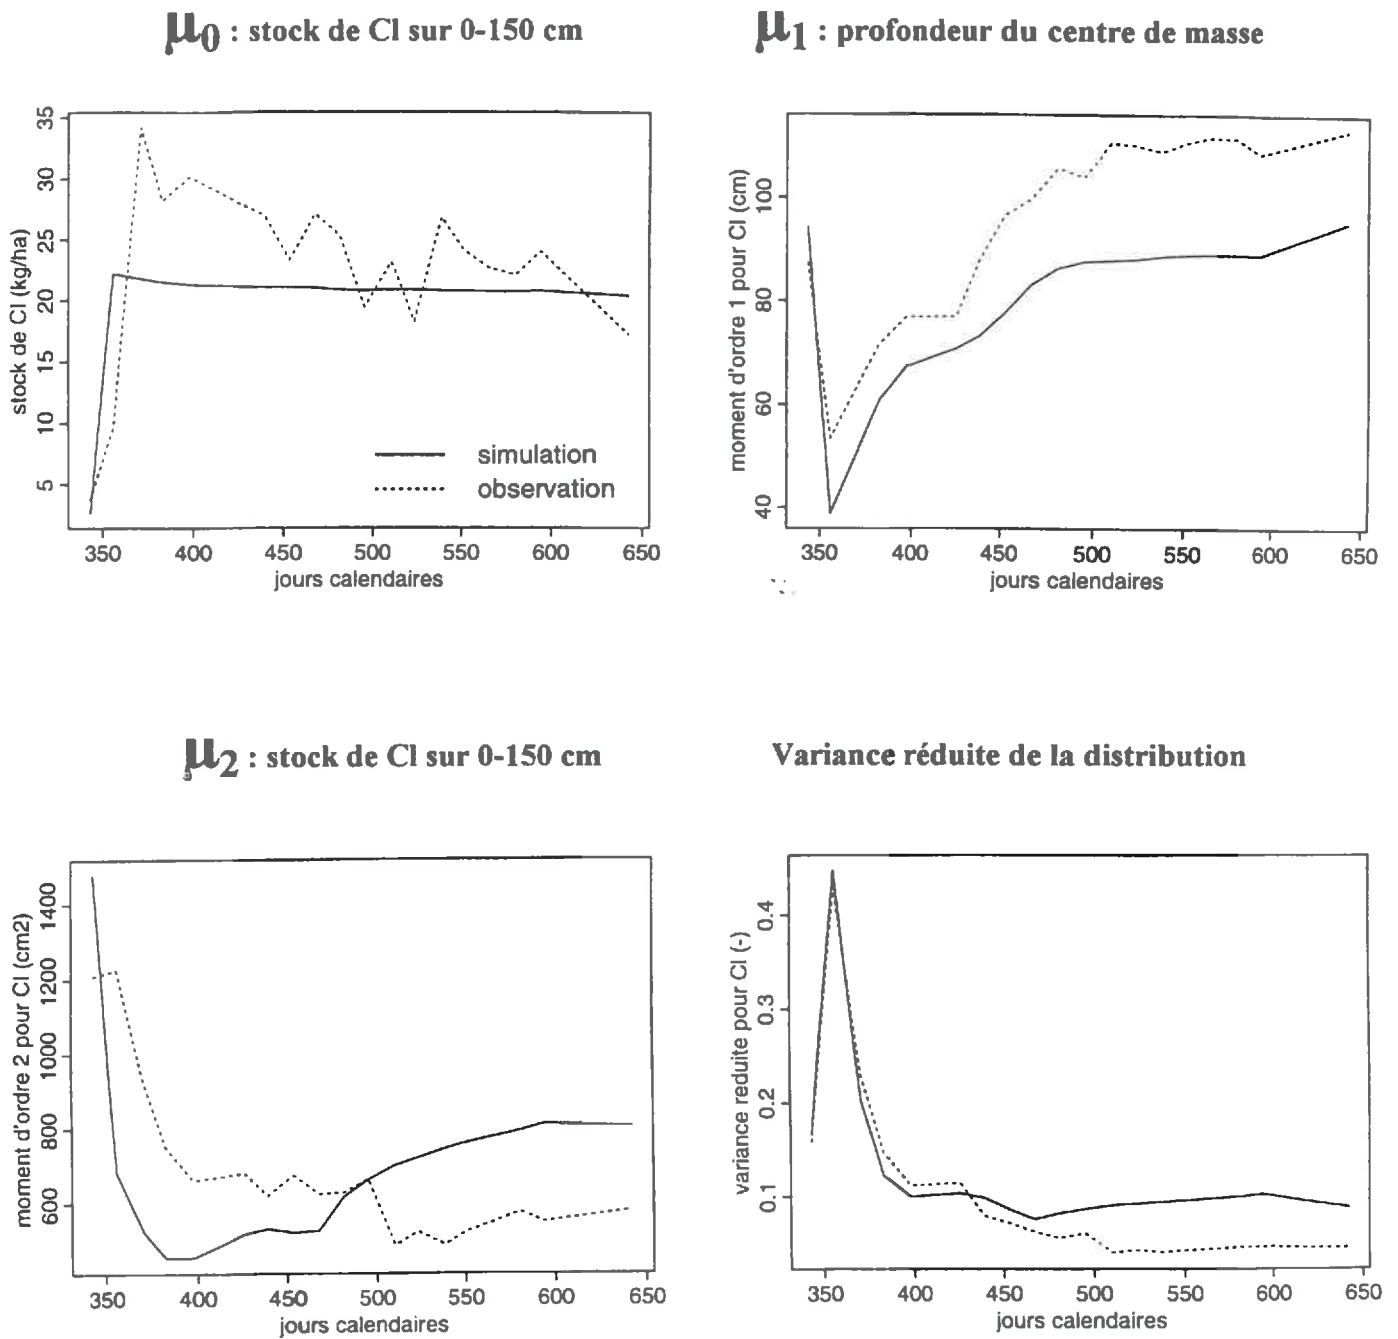 μ0 : stock de Cl sur 0-150 cm
μ1 : profondeur du centre de masse
stock de Cl (kg/ha)
35
30
25
20
15
10
5
simulation
observation
350 400 450 500 550 600 650
jours calendaires
moment d'ordre 1 pour Cl (cm)
100
80
60
40
350 400 450 500 550 600 650
jours calendaires
μ2 : stock de Cl sur 0-150 cm
Variance réduite de la distribution
moment d'ordre 2 pour Cl (cm2)
1400
1200
1000
800
600
350 400 450 500 550 600 650
jours calendaires
variance reduite pour Cl (-)
0.4
0.3
0.2
0.1
350 400 450 500 550 600 650
jours calendaires